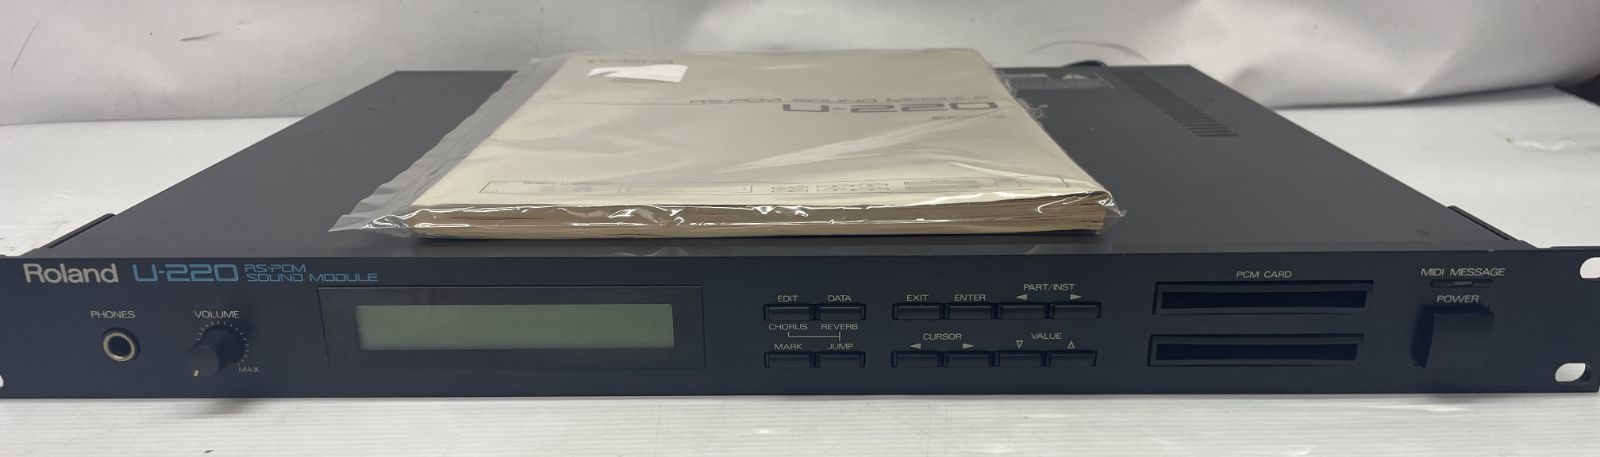 Roland
RS-PCM SOUND MODULE
U-220
Roland U-220 RS-PCM
SOUND MODULE
PHONES
VOLUME
MAX
EDIT DATA
CHORUS REVERB
MARK JUMP
EXIT ENTER
PART/INST
CURSOR
VALUE
PCM CARD
MIDI MESSAGE
POWER